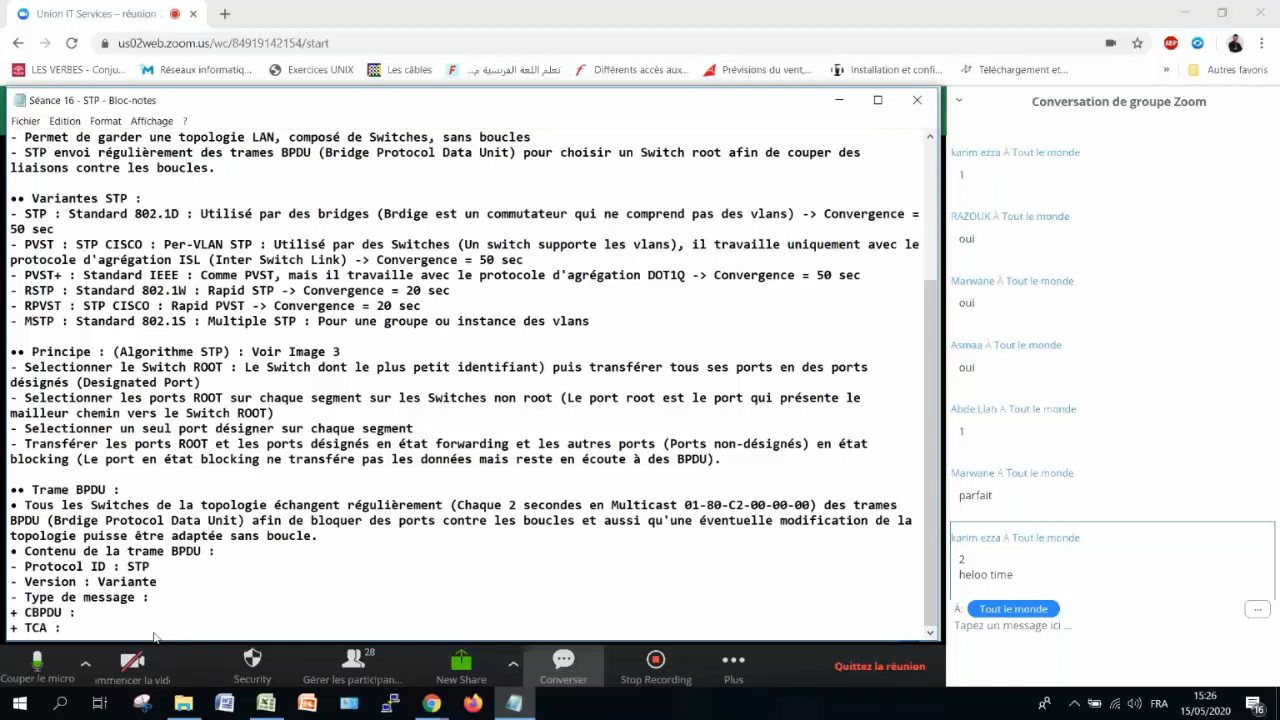 Union IT Services – réunion
us02web.zoom.us/wc/84919142154/start
LES VERBES - Conju...
Réseaux informatiq...
Exercices UNIX
Les câbles
تعلم اللغة الفرنسية م...
Différents accès aux...
Prévisions du vent,...
Installation et confi...
Téléchargement et...
»
Autres favoris
Séance 16 - STP - Bloc-notes
Fichier Edition Format Affichage ?
- Permet de garder une topologie LAN, composé de Switches, sans boucles
- STP envoi régulièrement des trames BPDU (Bridge Protocol Data Unit) pour choisir un Switch root afin de couper des
liaisons contre les boucles.
•• Variantes STP :
- STP : Standard 802.1D : Utilisé par des bridges (Brdige est un commutateur qui ne comprend pas des vlans) -> Convergence =
50 sec
- PVST : STP CISCO : Per-VLAN STP : Utilisé par des Switches (Un switch supporte les vlans), il travaille uniquement avec le
protocole d'agrégation ISL (Inter Switch Link) -> Convergence = 50 sec
- PVST+ : Standard IEEE : Comme PVST, mais il travaille avec le protocole d'agrégation DOT1Q -> Convergence = 50 sec
- RSTP : Standard 802.1W : Rapid STP -> Convergence = 20 sec
- RPVST : STP CISCO : Rapid PVST -> Convergence = 20 sec
- MSTP : Standard 802.1S : Multiple STP : Pour une groupe ou instance des vlans
•• Principe : (Algorithme STP) : Voir Image 3
- Selectionner le Switch ROOT : Le Switch dont le plus petit identifiant) puis transférer tous ses ports en des ports
désignés (Designated Port)
- Selectionner les ports ROOT sur chaque segment sur les Switches non root (Le port root est le port qui présente le
mailleur chemin vers le Switch ROOT)
- Selectionner un seul port désigner sur chaque segment
- Transférer les ports ROOT et les ports désignés en état forwarding et les autres ports (Ports non-désignés) en état
blocking (Le port en état blocking ne transfére pas les données mais reste en écoute à des BPDU).
•• Trame BPDU :
• Tous les Switches de la topologie échangent régulièrement (Chaque 2 secondes en Multicast 01-80-C2-00-00-00) des trames
BPDU (Brdige Protocol Data Unit) afin de bloquer des ports contre les boucles et aussi qu'une éventuelle modification de la
topologie puisse être adaptée sans boucle.
• Contenu de la trame BPDU :
- Protocol ID : STP
- Version : Variante
- Type de message :
+ CBPDU :
+ TCA :
Conversation de groupe Zoom
karim ezza À Tout le monde
1
RAZOUK À Tout le monde
oui
Marwane À Tout le monde
oui
Asmaa À Tout le monde
oui
Abde Llah À Tout le monde
1
Marwane À Tout le monde
parfait
karim ezza À Tout le monde
2
heloo time
À: Tout le monde ...
Tapez un message ici ...
28
Couper le micro
mmencer la vid
Security
Gérer les participan...
New Share
Converser
Stop Recording
Plus
Quittez la réunion
FRA
15:26
15/05/2020
16